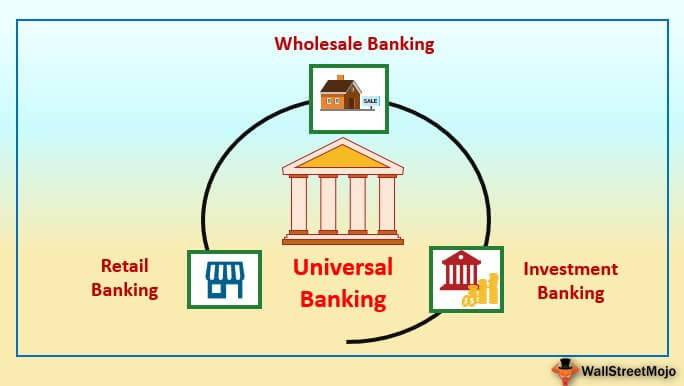 Wholesale Banking
SALE
Retail
Banking
Universal
Banking
Investment
Banking
WallStreetMojo